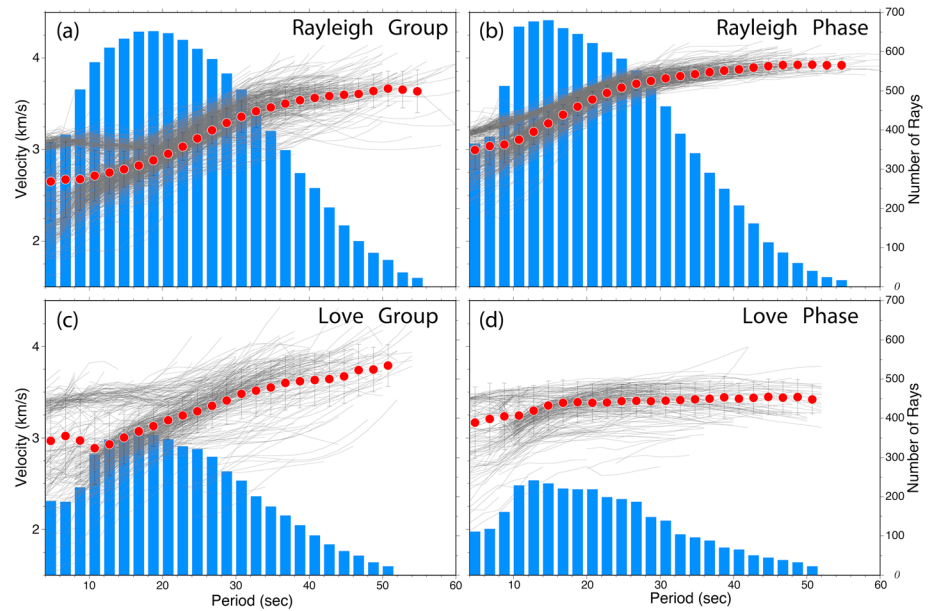 (a) Rayleigh Group
(b) Rayleigh Phase
4
3
2
Velocity (km/s)
700
600
500
400
300
200
100
0
Number of Rays
(c) Love Group
(d) Love Phase
4
3
2
Velocity (km/s)
700
600
500
400
300
200
100
0
Number of Rays
10 20 30 40 50 60
Period (sec)
10 20 30 40 50 60
Period (sec)